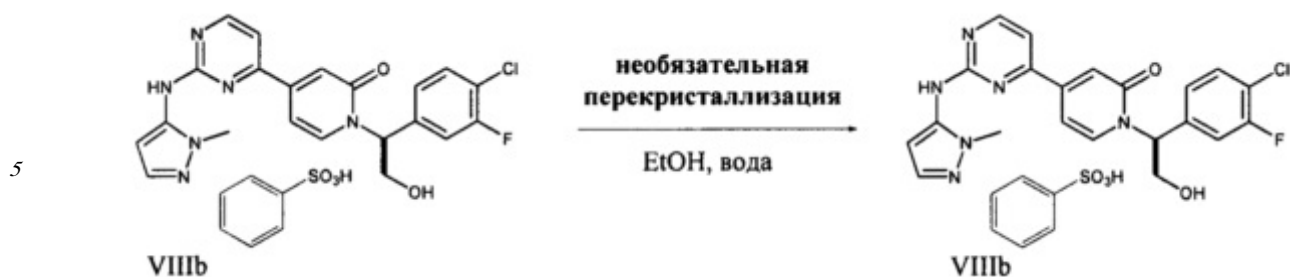 N
Cl
HN
N
O
необязательная
перекристаллизация
N
F
N
EtOH, вода
N
SO₃H
OH
5
VIIIb
N
Cl
HN
N
O
N
F
N
N
SO₃H
OH
VIIIb